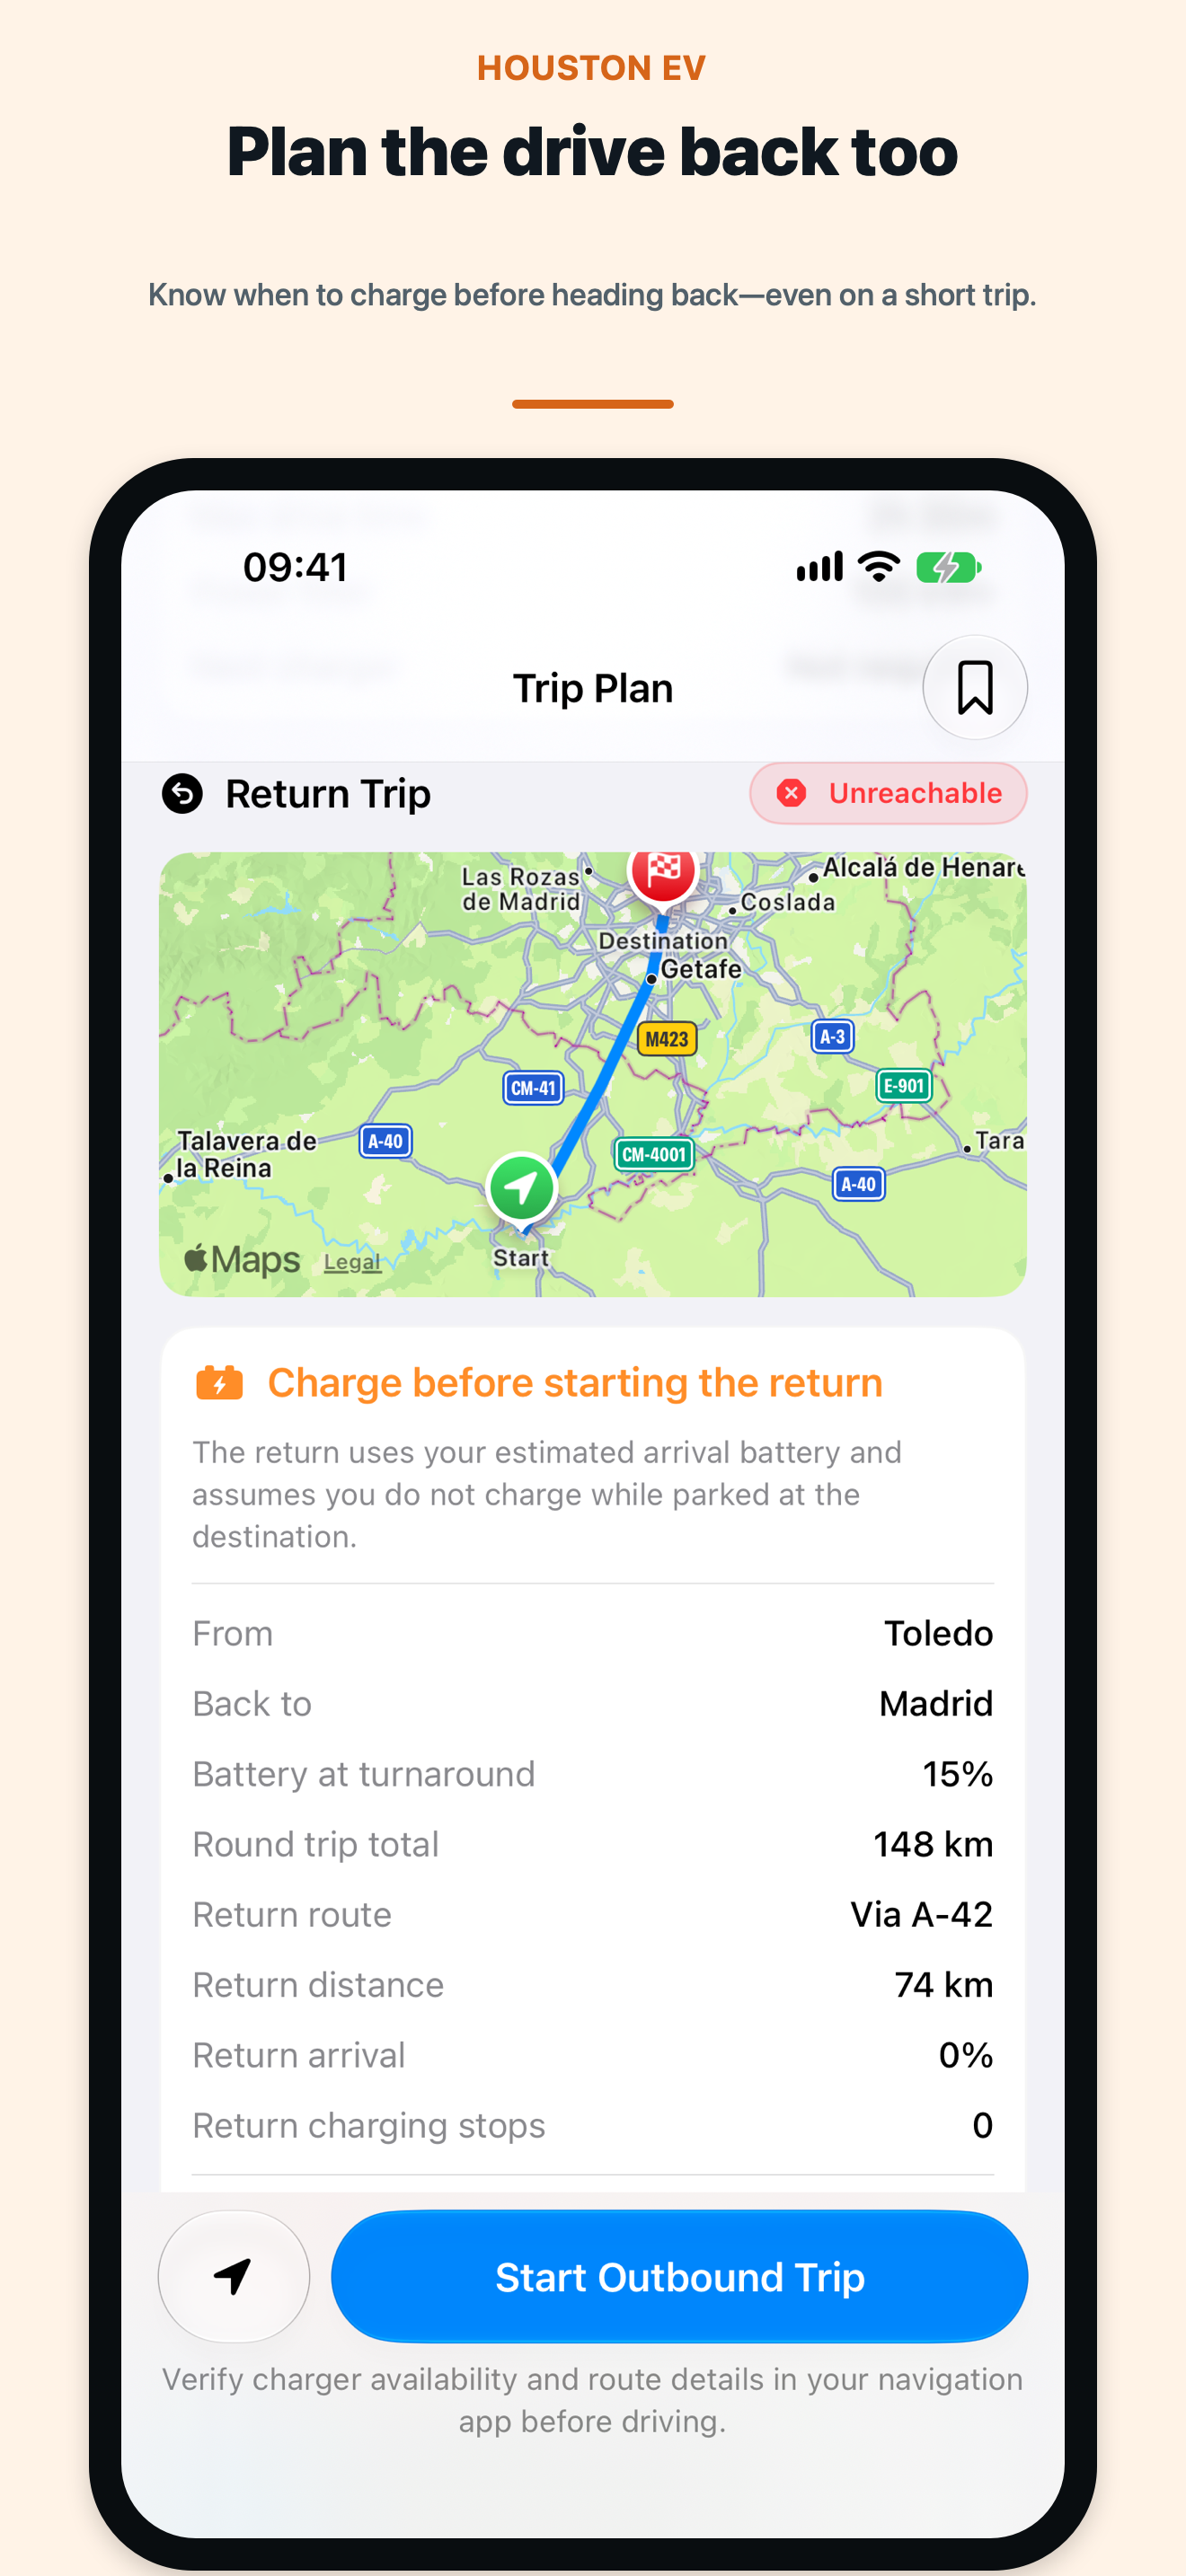 HOUSTON EV
Plan the drive back too
Know when to charge before heading back—even on a short trip.
09:41
Trip Plan
Return Trip
Unreachable
Las Rozas
de Madrid
Alcalá de Henare
Coslada
Destination
Getafe
M423
A-3
CM-41
E-901
Talavera de
la Reina
A-40
CM-4001
Tara
A-40
Maps
Legal
Start
Charge before starting the return
The return uses your estimated arrival battery and
assumes you do not charge while parked at the
destination.
From Toledo
Back to Madrid
Battery at turnaround 15%
Round trip total 148 km
Return route Via A-42
Return distance 74 km
Return arrival 0%
Return charging stops 0
Start Outbound Trip
Verify charger availability and route details in your navigation
app before driving.